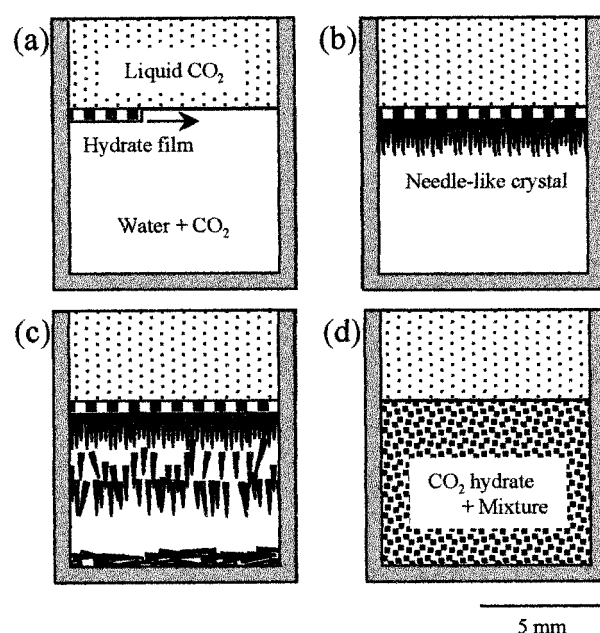 (a)
Liquid CO₂
Hydrate film
Water + CO₂
(b)
Needle-like crystal
(c)
(d)
CO₂ hydrate
+ Mixture
5 mm